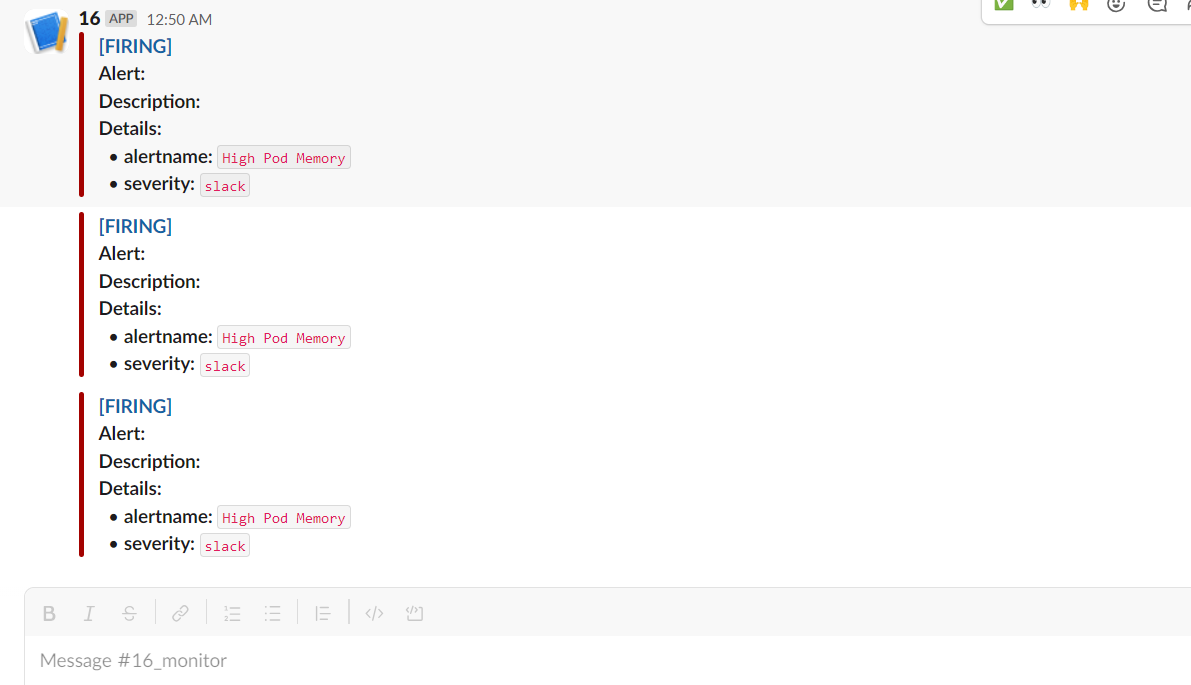 16 APP 12:50 AM
[FIRING]
Alert:
Description:
Details:
• alertname: High Pod Memory
• severity: slack
[FIRING]
Alert:
Description:
Details:
• alertname: High Pod Memory
• severity: slack
[FIRING]
Alert:
Description:
Details:
• alertname: High Pod Memory
• severity: slack
Message #16_monitor